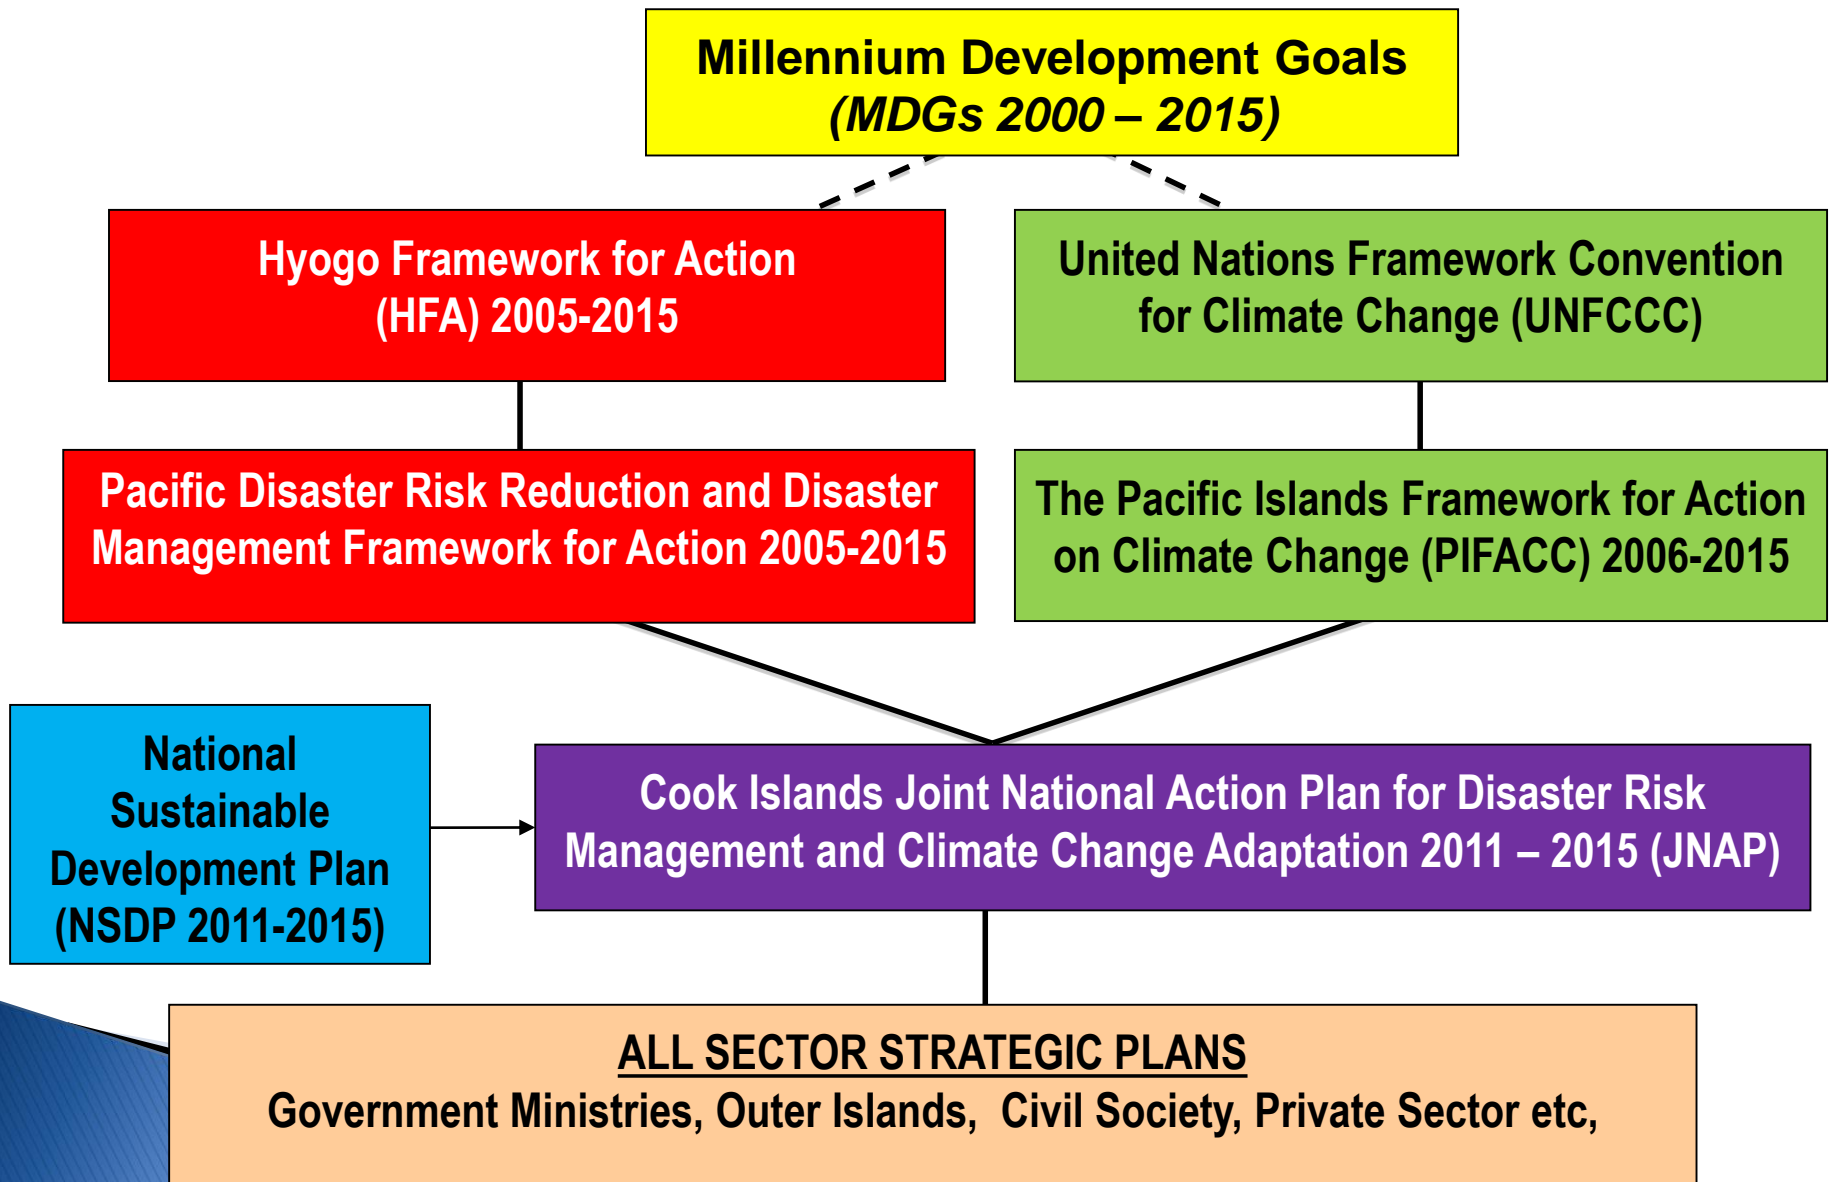 Millennium Development Goals
(MDGs 2000 – 2015)
Hyogo Framework for Action
(HFA) 2005-2015
United Nations Framework Convention
for Climate Change (UNFCCC)
Pacific Disaster Risk Reduction and Disaster
Management Framework for Action 2005-2015
The Pacific Islands Framework for Action
on Climate Change (PIFACC) 2006-2015
National
Sustainable
Development Plan
(NSDP 2011-2015)
Cook Islands Joint National Action Plan for Disaster Risk
Management and Climate Change Adaptation 2011 – 2015 (JNAP)
ALL SECTOR STRATEGIC PLANS
Government Ministries, Outer Islands,  Civil Society, Private Sector etc,